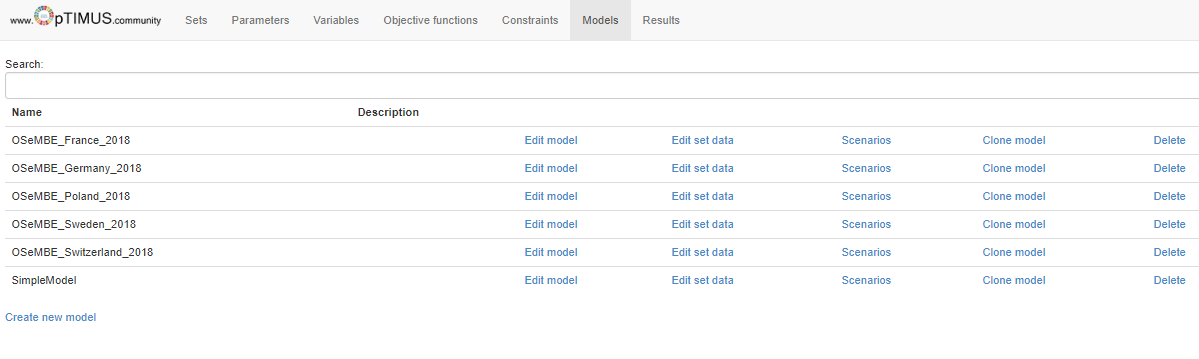 www.OpTIMUS.community Sets Parameters Variables Objective functions Constraints Models Results
Search:
Name Description
OSeMBE_France_2018 Edit model Edit set data Scenarios Clone model Delete
OSeMBE_Germany_2018 Edit model Edit set data Scenarios Clone model Delete
OSeMBE_Poland_2018 Edit model Edit set data Scenarios Clone model Delete
OSeMBE_Sweden_2018 Edit model Edit set data Scenarios Clone model Delete
OSeMBE_Switzerland_2018 Edit model Edit set data Scenarios Clone model Delete
SimpleModel Edit model Edit set data Scenarios Clone model Delete
Create new model